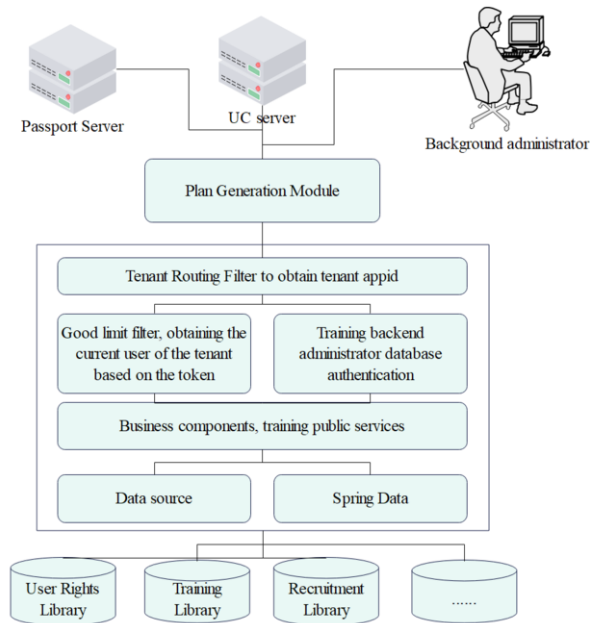 Passport Server
UC server
Background administrator
Plan Generation Module
Tenant Routing Filter to obtain tenant appid
Good limit filter, obtaining the
current user of the tenant
based on the token
Training backend
administrator database
authentication
Business components, training public services
Data source
Spring Data
User Rights
Library
Training
Library
Recruitment
Library
......